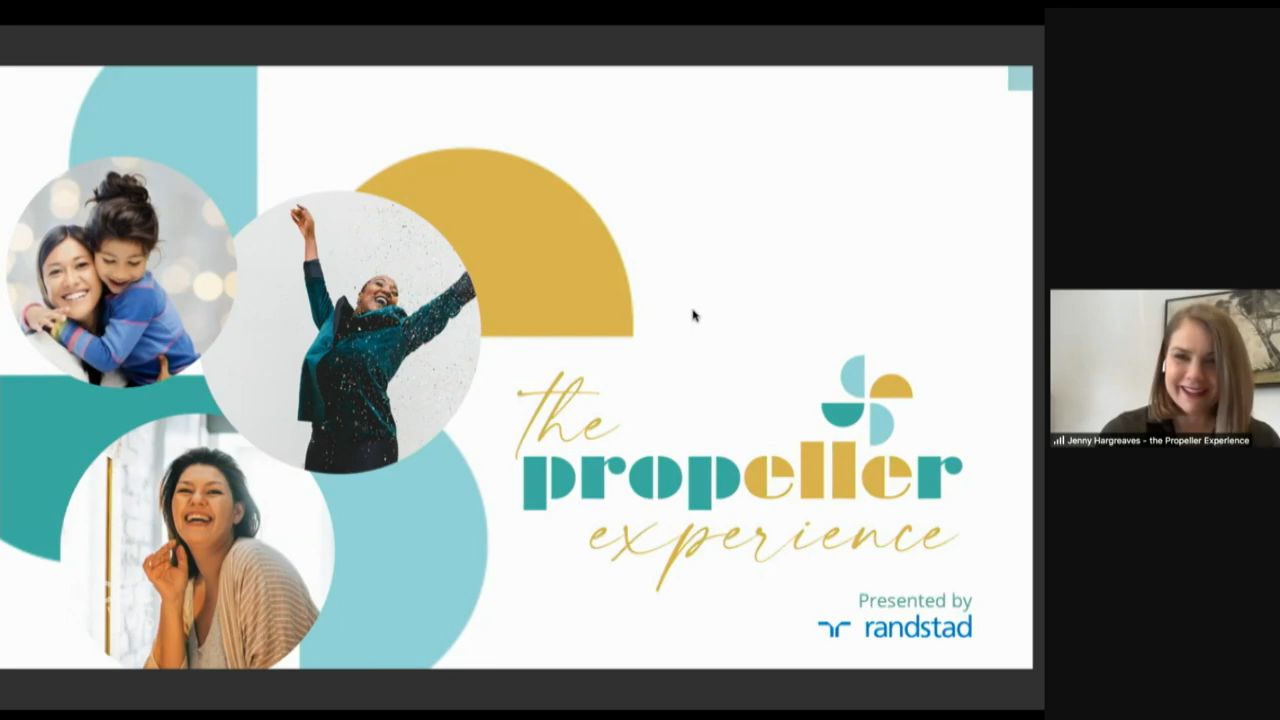 the
propeller
experience
Presented by
randstad
Jenny Hargreaves - the Propeller Experience